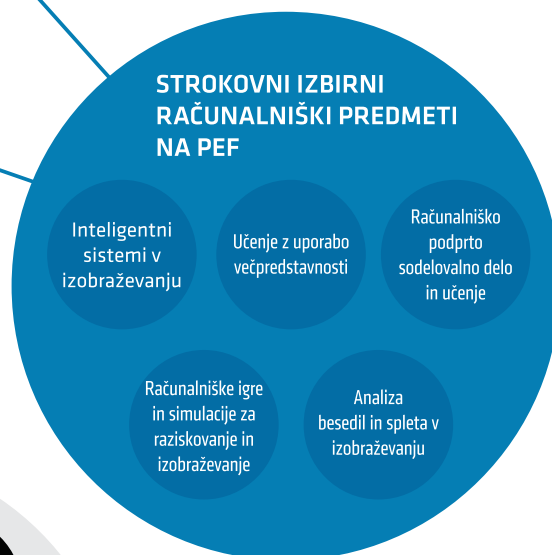 STROKOVNI IZBIRNI
RAČUNALNIŠKI PREDMETI
NA PEF
Inteligentni
sistemi v
izobraževanju
Učenje z uporabo
večpredstavnosti
Računalniško
podprto
sodelovalno delo
in učenje
Računalniške igre
in simulacije za
raziskovanje in
izobraževanje
Analiza
besedil in spleta v
izobraževanju